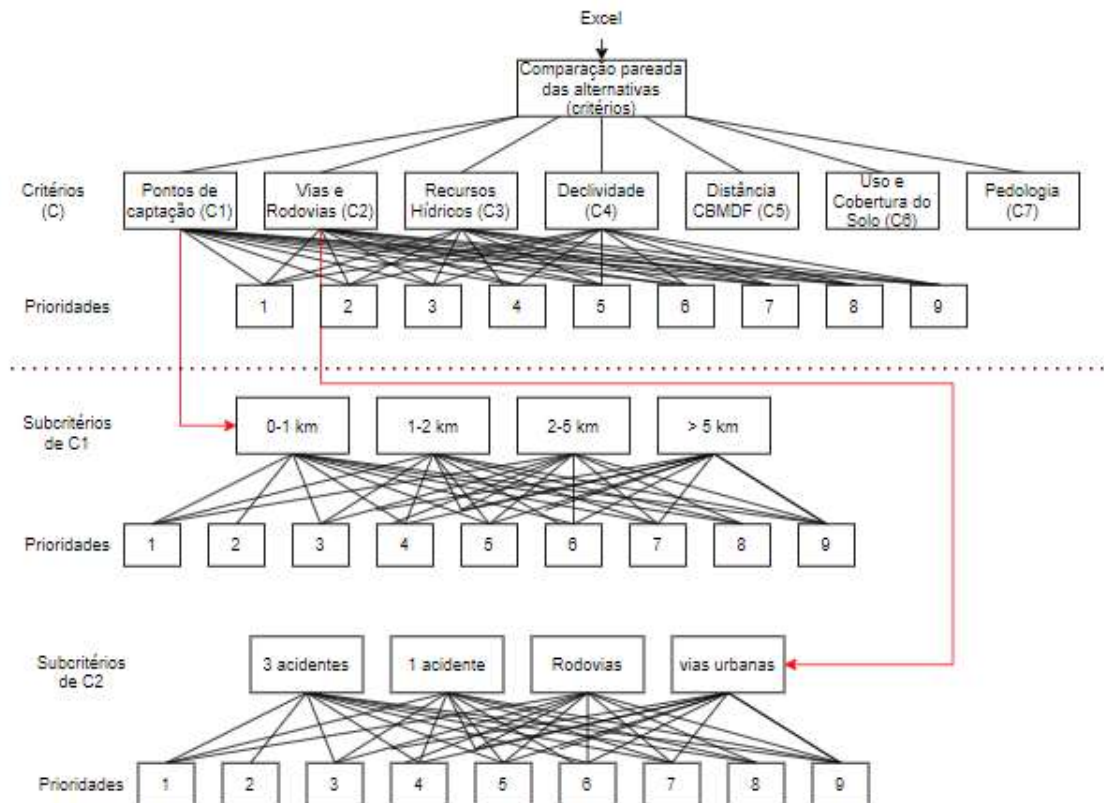 Excel
Comparação pareada
das alternativas
(critérios)
Critérios
(C)
Pontos de
captação (C1)
Vias e
Rodovias (C2)
Recursos
Hídricos (C3)
Declividade
(C4)
Distância
CBMDF (C5)
Uso e
Cobertura do
Solo (C6)
Pedologia
(C7)
Prioridades
1
2
3
4
5
6
7
8
9
Subcritérios
de C1
0-1 km
1-2 km
2-5 km
> 5 km
Prioridades
1
2
3
4
5
6
7
8
9
Subcritérios
de C2
3 acidentes
1 acidente
Rodovias
vias urbanas
Prioridades
1
2
3
4
5
6
7
8
9